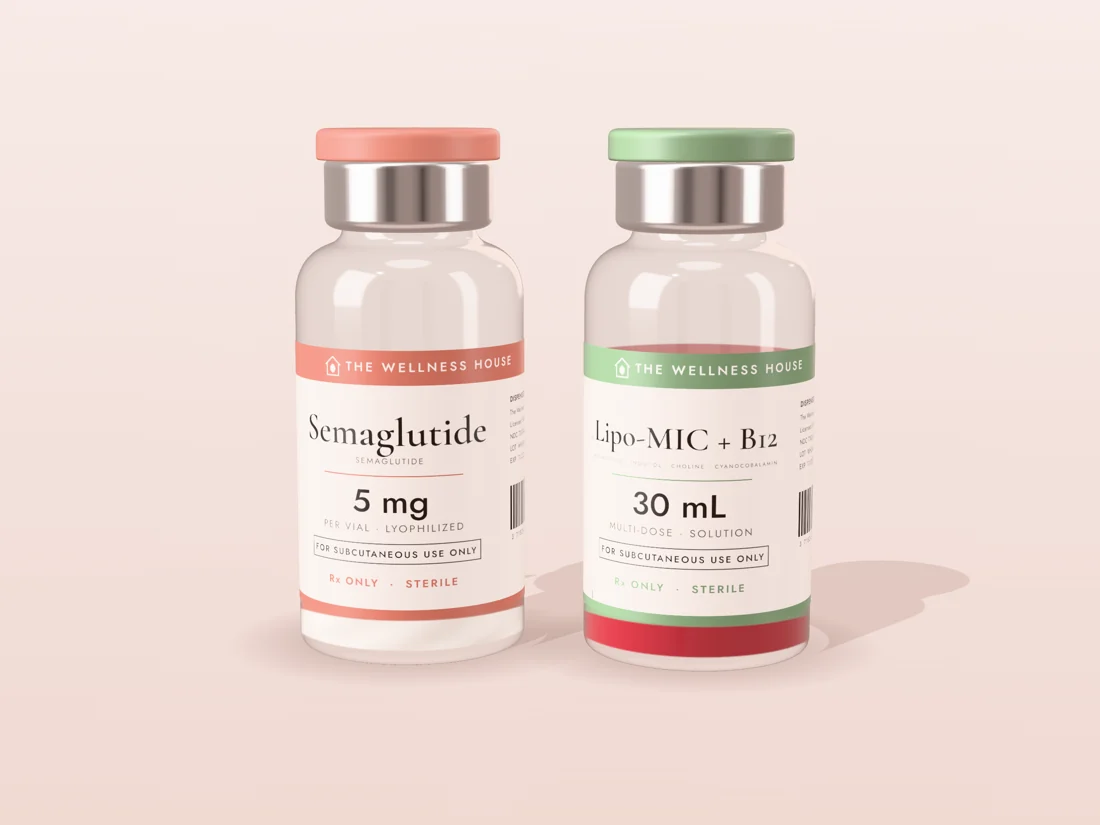 THE WELLNESS HOUSE
Semaglutide
SEMAGLUTIDE
5 mg
PER VIAL · LYOPHILIZED
FOR SUBCUTANEOUS USE ONLY
Rx ONLY · STERILE
THE WELLNESS HOUSE
Lipo-MIC + B12
CHOLINE CYANOCOBALAMIN
30 mL
MULTI-DOSE · SOLUTION
FOR SUBCUTANEOUS USE ONLY
Rx ONLY · STERILE